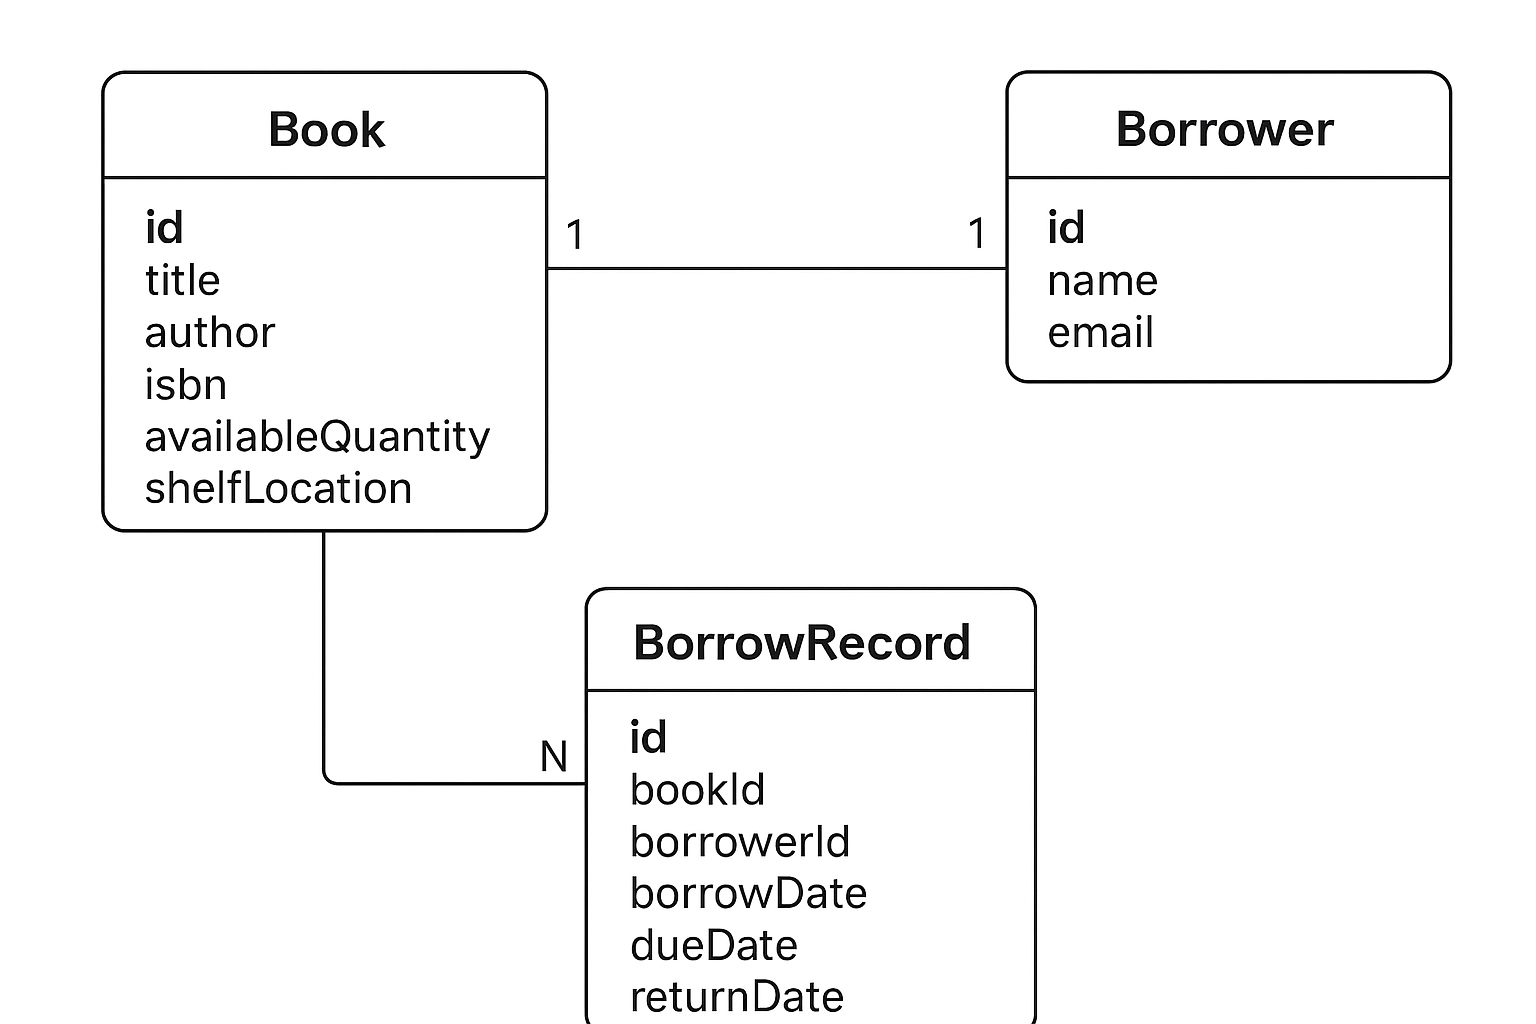 Book
id
title
author
isbn
availableQuantity
shelfLocation
1
1
Borrower
id
name
email
N
BorrowRecord
id
bookId
borrowerId
borrowDate
dueDate
returnDate